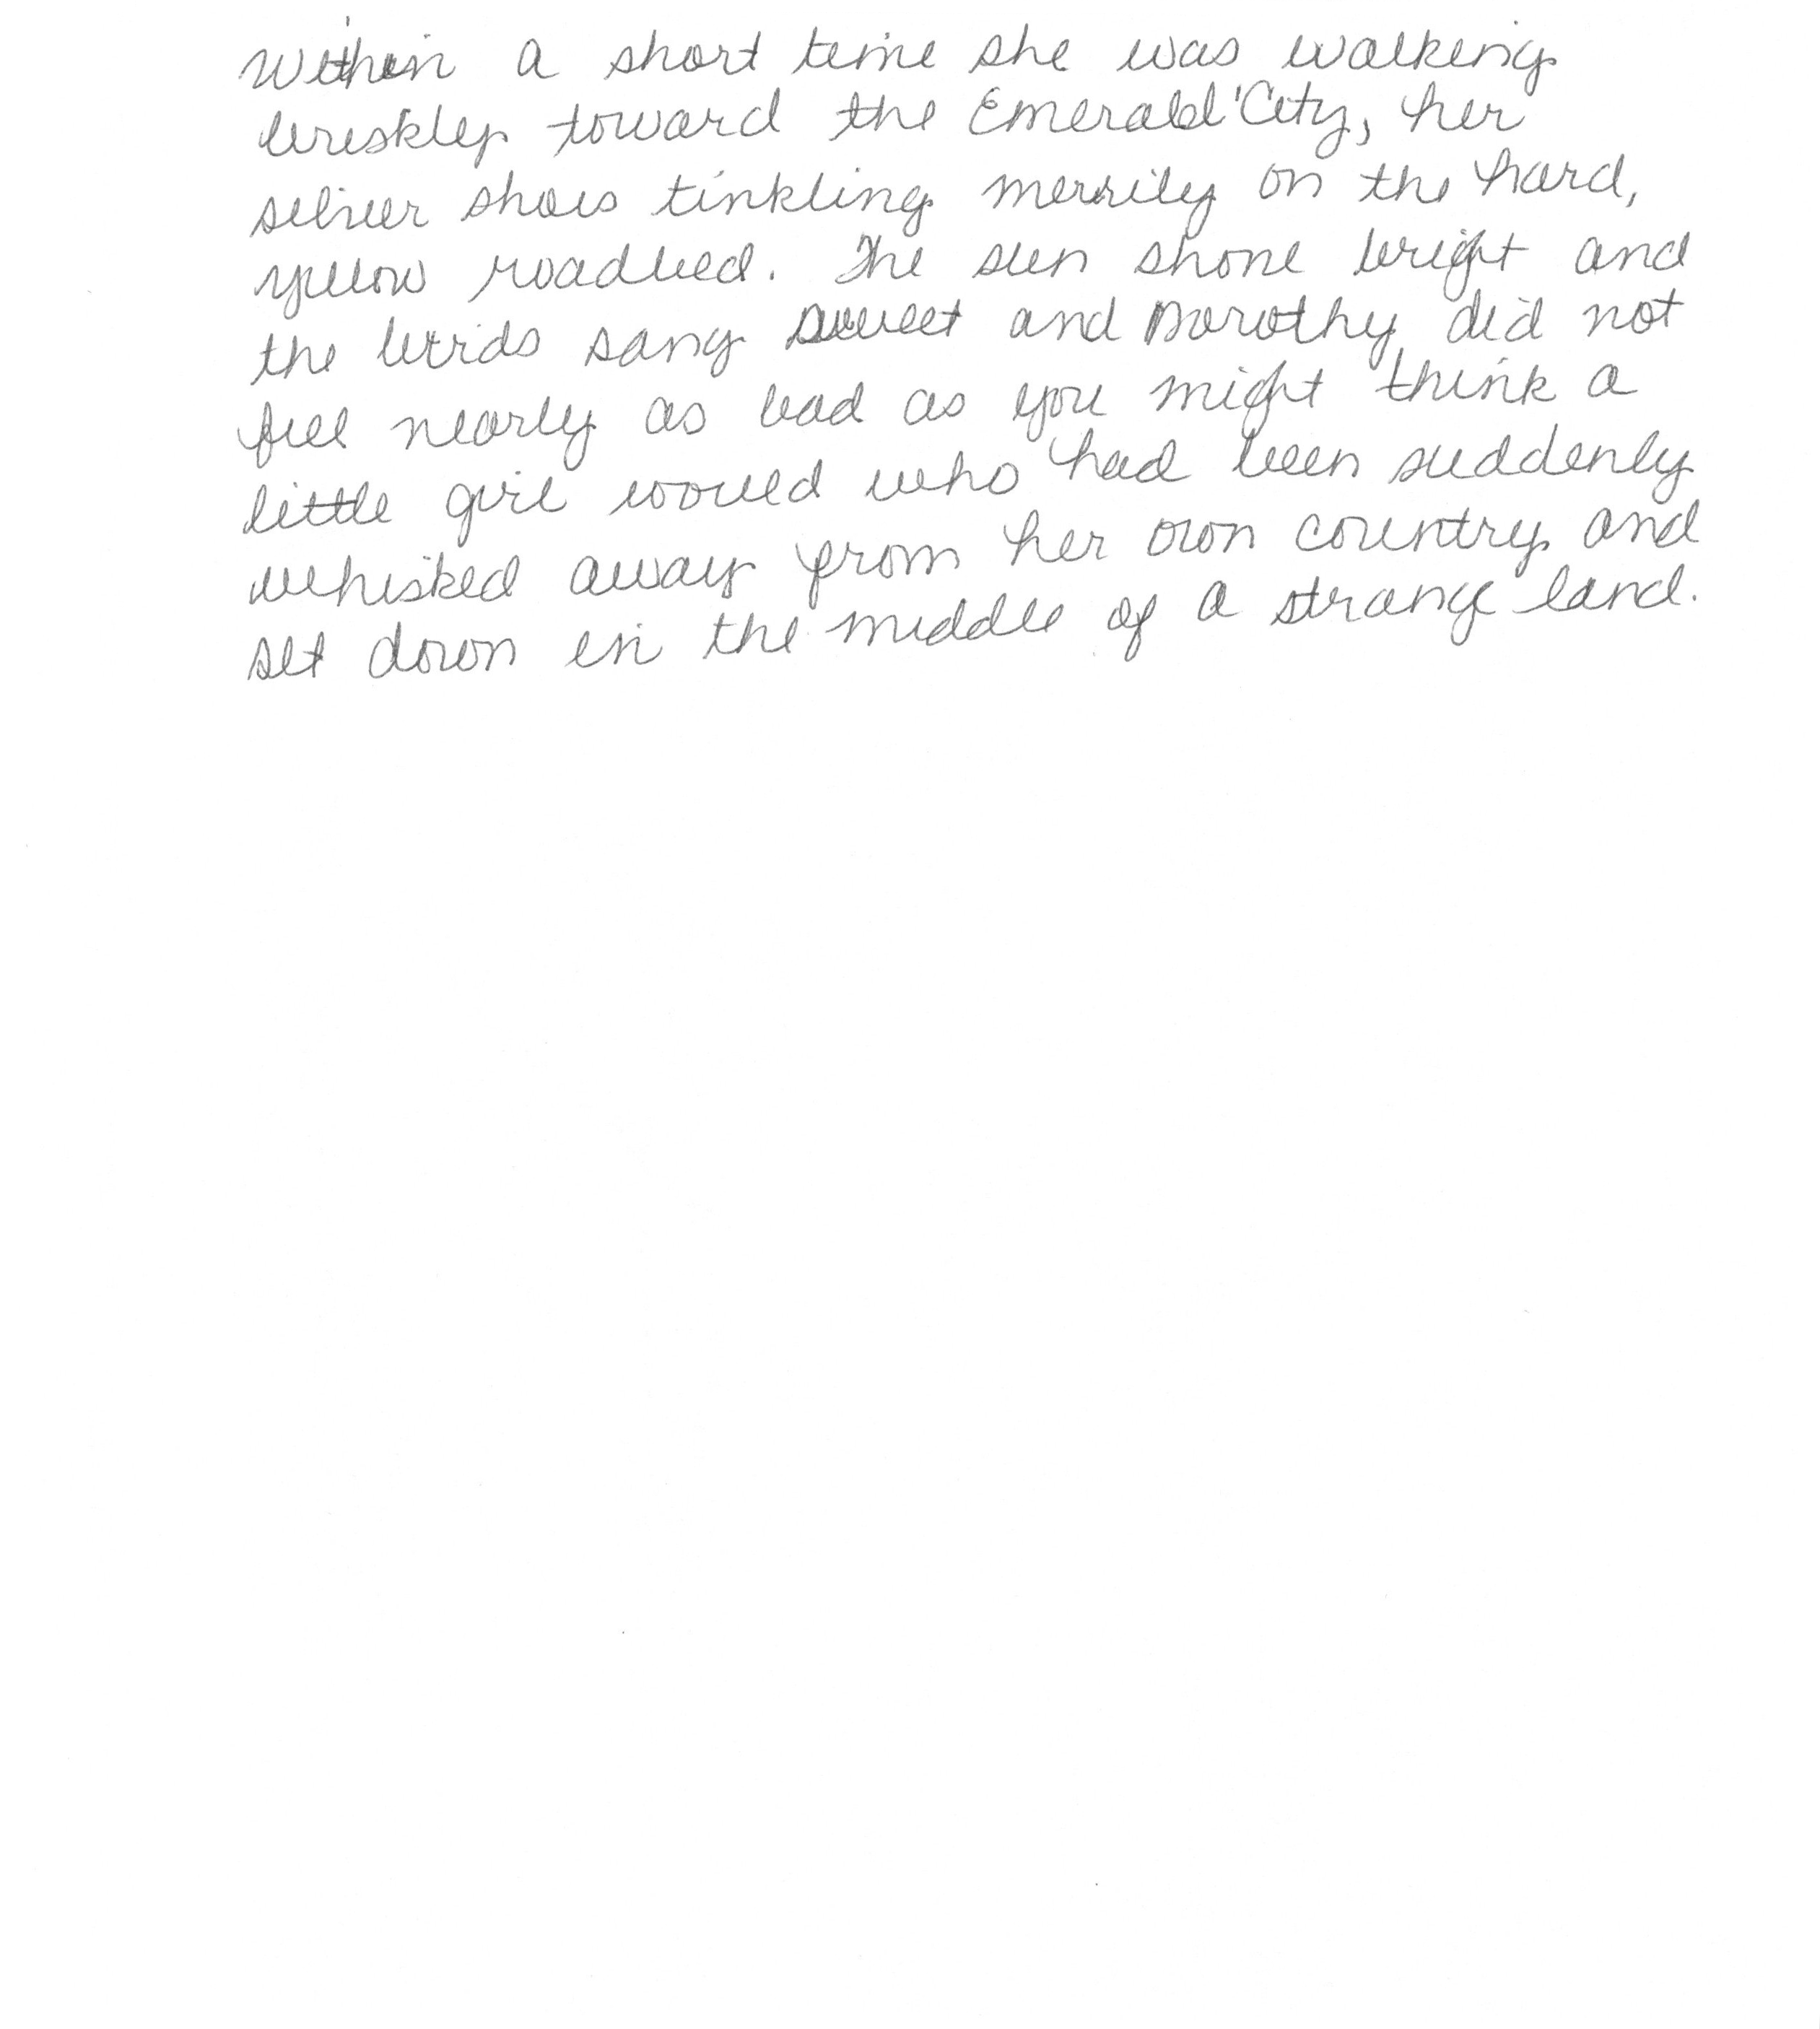 Within a short time she was walking
briskley toward the Emerald City, her
silver shoes tinkling merrily on the hard,
yellow roadbed. The sun shone bright and
the birds sang sweet and Dorothy did not
feel nearly as bad as you might think a
little girl would who had been suddenly
whisked away from her own country and
set down in the middle of a strange land.